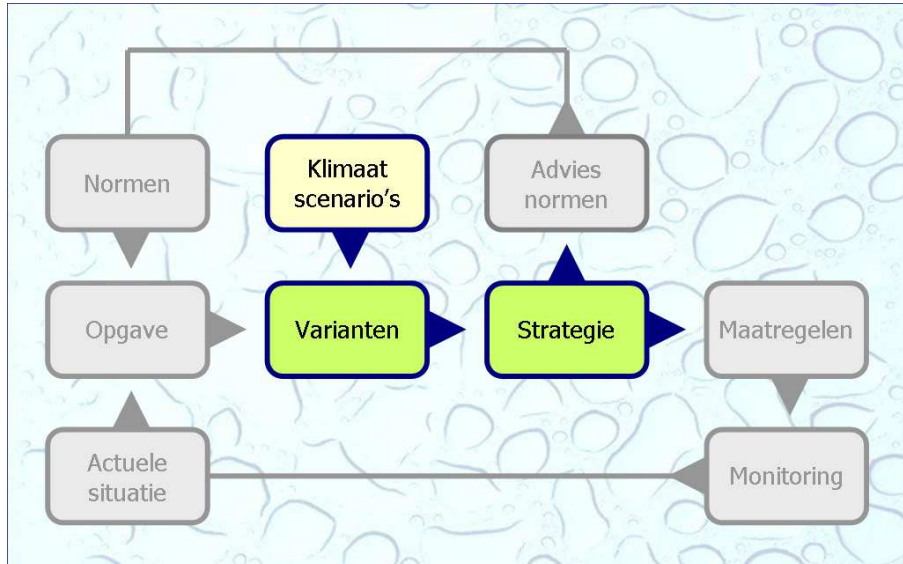 Normen
Klimaat
scenario's
Advies
normen
Opgave
Varianten
Strategie
Maatregelen
Actuele
situatie
Monitoring